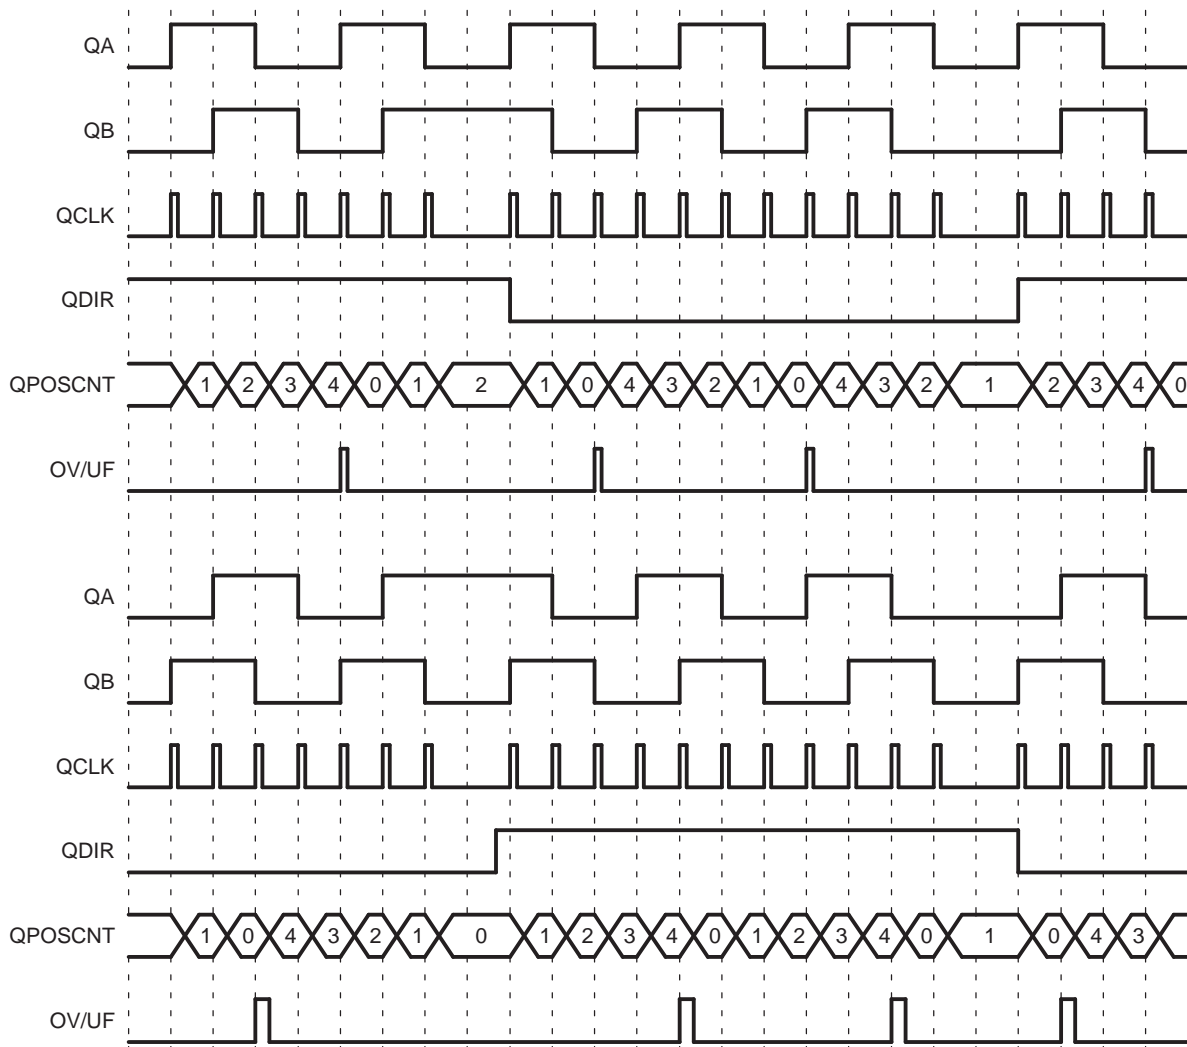 QA
QB
QCLK
QDIR
QPOSCNT 1 2 3 4 0 1 2 1 0 4 3 2 1 0 4 3 2 1 2 3 4 0
OV/UF
QA
QB
QCLK
QDIR
QPOSCNT 1 0 4 3 2 1 0 1 2 3 4 0 1 2 3 4 0 1 0 4 3
OV/UF